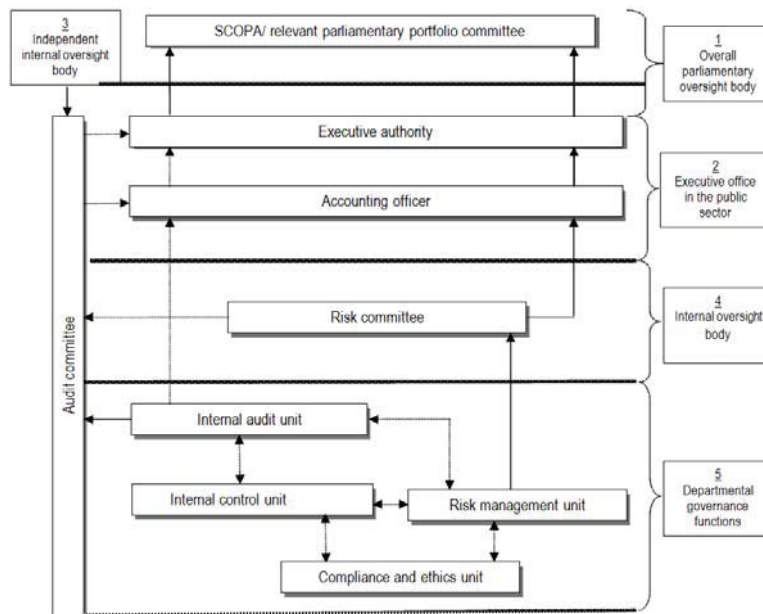 3
Independent
internal oversight
body
SCOPA/ relevant parliamentary portfolio committee
1
Overall
parliamentary
oversight body
Executive authority
2
Executive office
in the public
sector
Accounting officer
Risk committee
4
Internal oversight
body
Audit committee
Internal audit unit
Internal control unit
Risk management unit
5
Departmental
governance
functions
Compliance and ethics unit